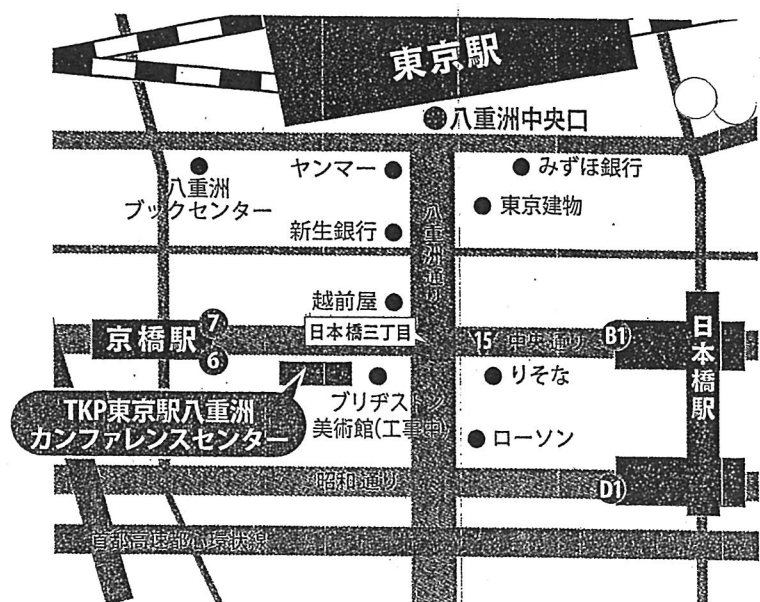 東京駅
八重洲中央口
八重洲
ブックセンター
ヤンマー
みずほ銀行
東京建物
新生銀行
八重洲通り
越前屋
日本橋三丁目
京橋駅
7
6
15
中央通り
B1
日本橋駅
TKP東京駅八重洲
カンファレンスセンター
ブリヂストン
美術館(工事中)
りそな
ローソン
昭和通り
D1
首都高速都心環状線